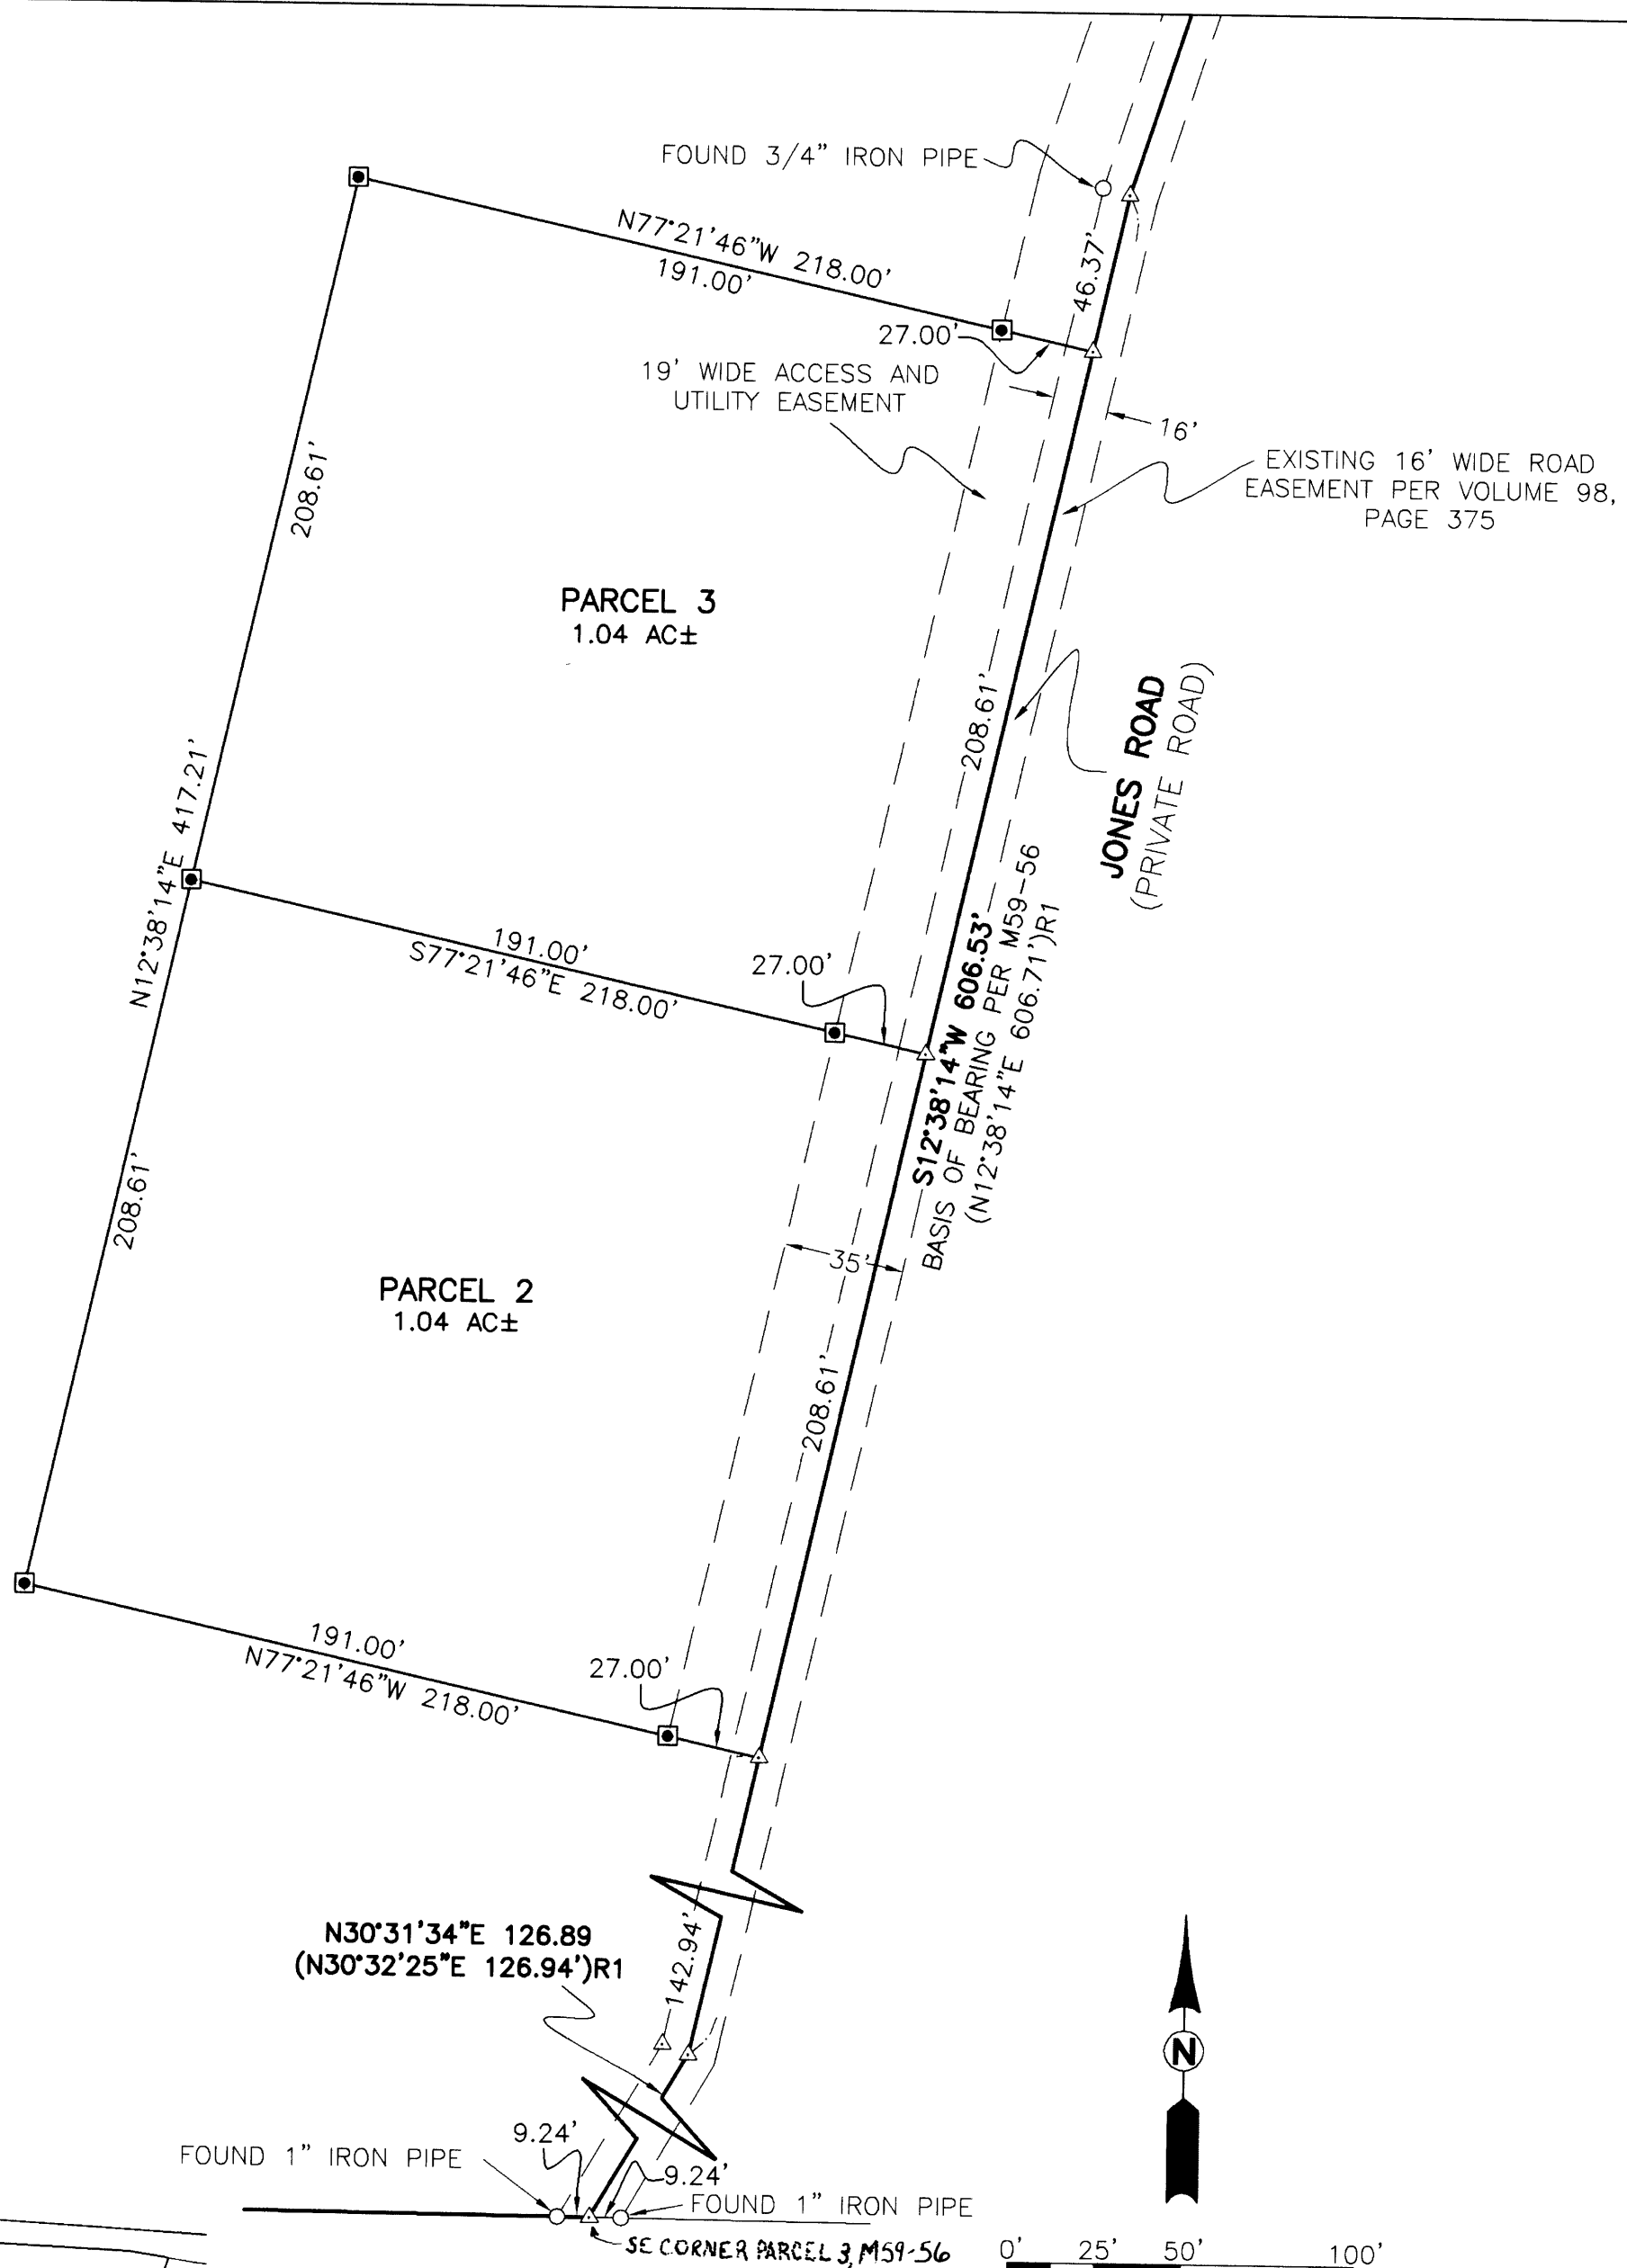 FOUND 3/4" IRON PIPE
N77°21'46"W 218.00'
191.00'
46.37'
27.00'
19' WIDE ACCESS AND
UTILITY EASEMENT
16'
EXISTING 16' WIDE ROAD
EASEMENT PER VOLUME 98,
PAGE 375
208.61'
PARCEL 3
1.04 AC±
208.61'
JONES ROAD
(PRIVATE ROAD)
N12°38'14"E 417.21'
191.00'
S77°21'46"E 218.00'
27.00'
S12°38'14"W 606.53'
BASIS OF BEARING PER M59-56
(N12°38'14"E 606.71')R1
208.61'
35'
PARCEL 2
1.04 AC±
208.61'
191.00'
N77°21'46"W 218.00'
27.00'
142.94'
N30°31'34"E 126.89
(N30°32'25"E 126.94')R1
N
9.24'
FOUND 1" IRON PIPE
9.24'
FOUND 1" IRON PIPE
SE CORNER PARCEL 3, M59-56
0' 25' 50' 100'